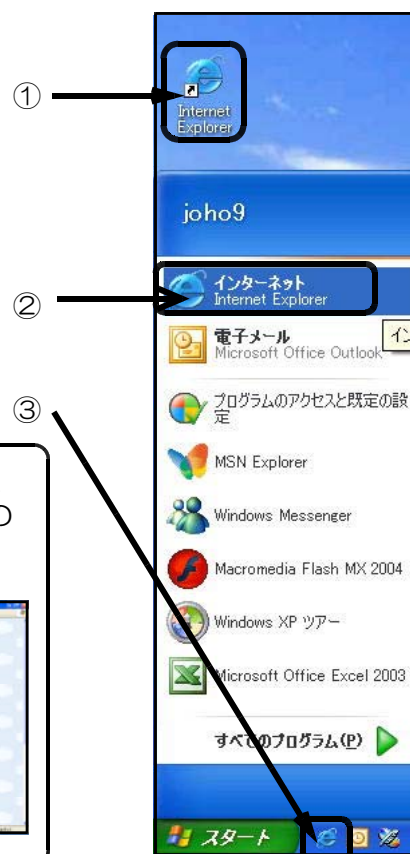 ①
Internet
Explorer
joho9
②
インターネット
Internet Explorer
電子メール
Microsoft Office Outlook
イン
③
プログラムのアクセスと既定の設
定
MSN Explorer
Windows Messenger
Macromedia Flash MX 2004
Windows XP ツアー
Microsoft Office Excel 2003
すべてのプログラム(P)
スタート